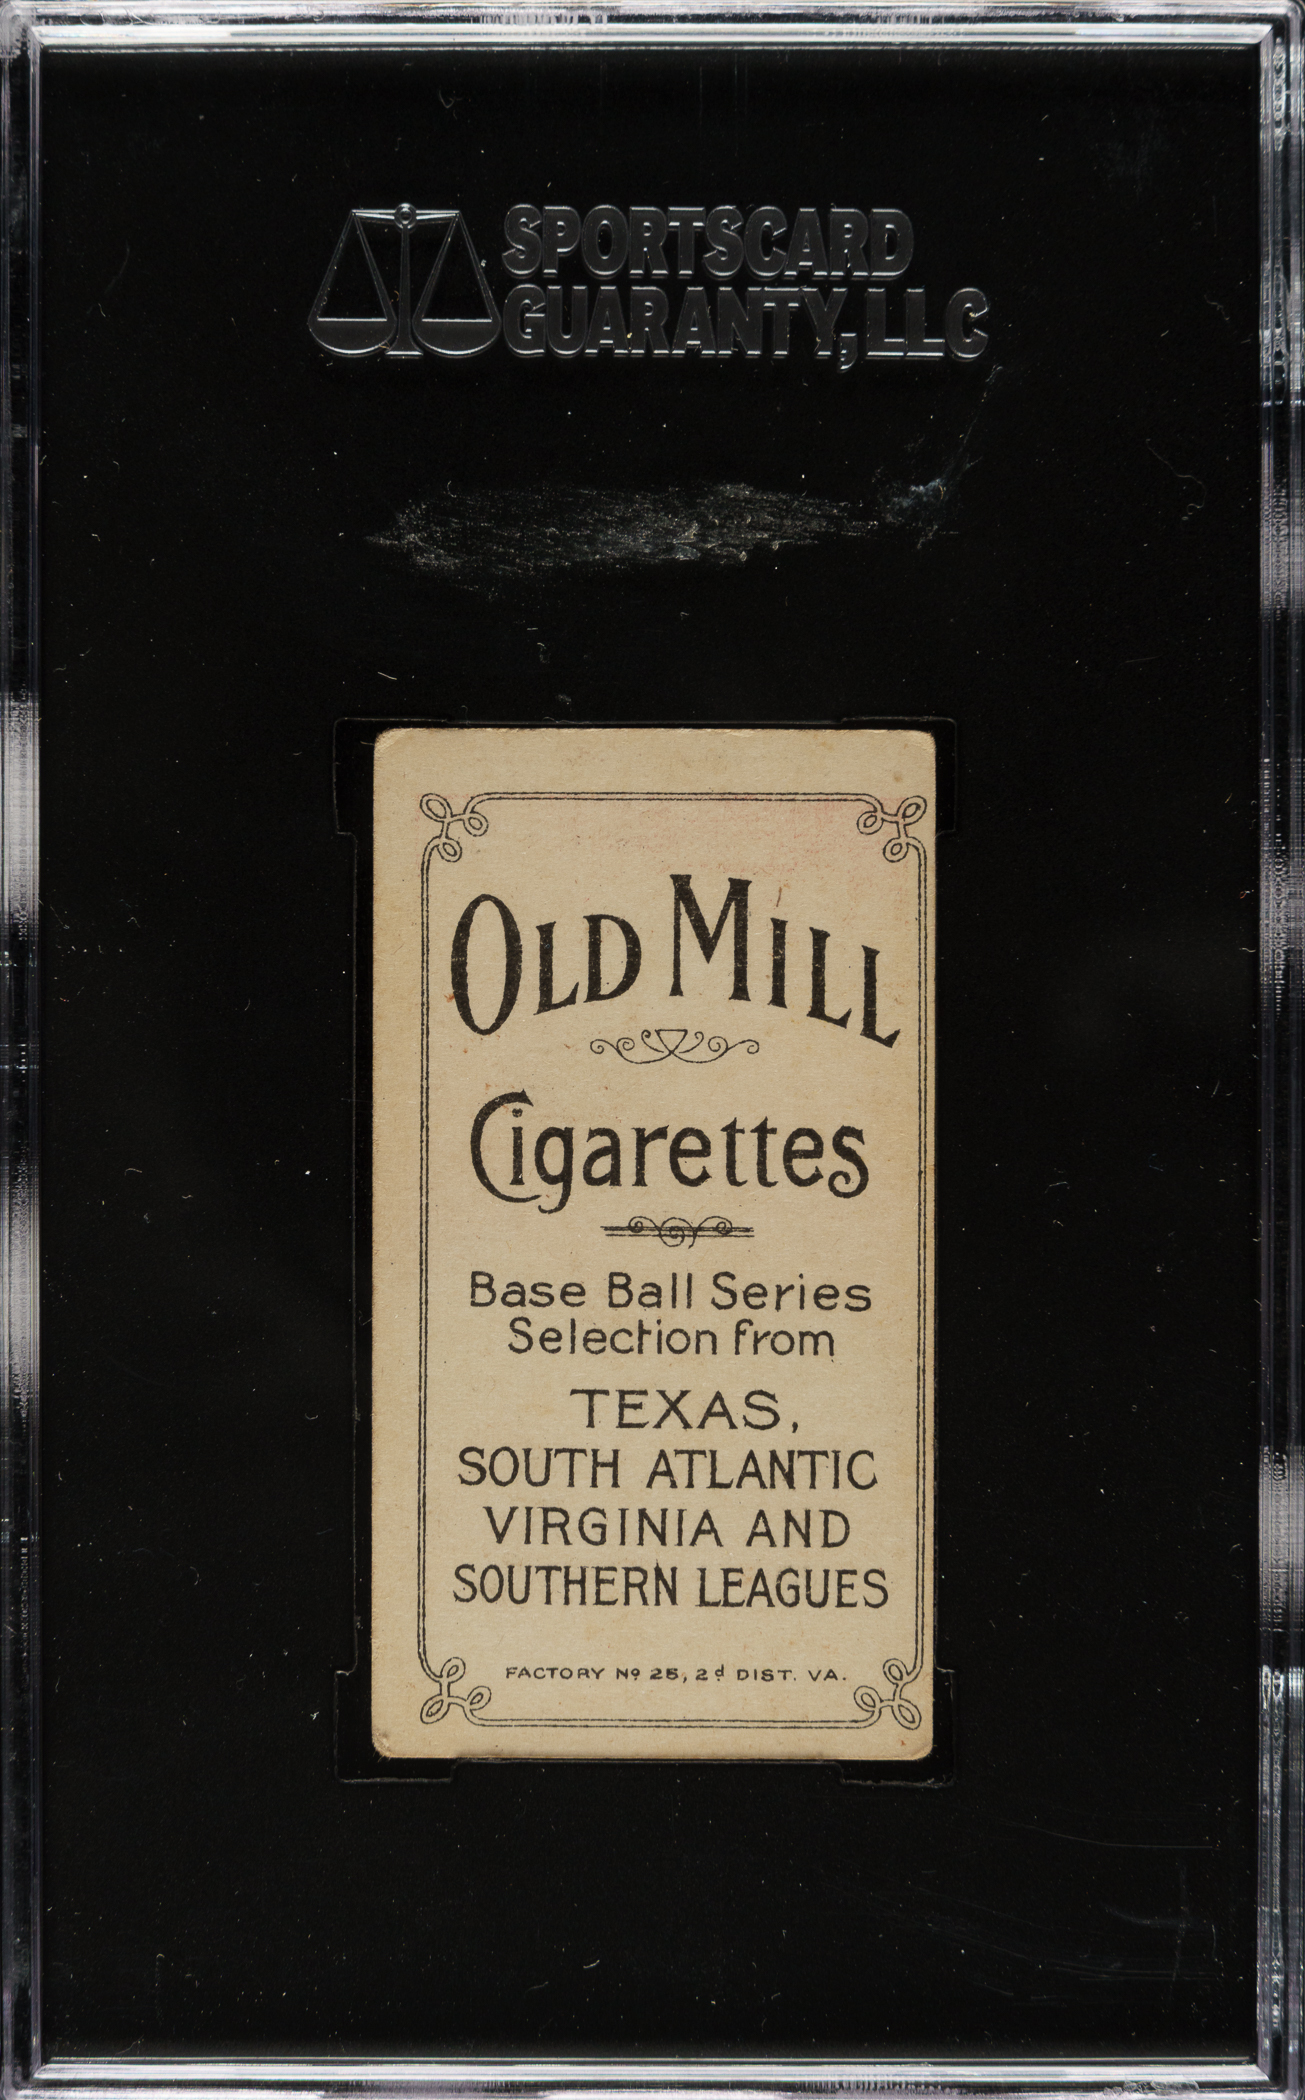 SPORTSCARD
GUARANTY, LLC
OLD MILL
Cigarettes
Base Ball Series
Selection from
TEXAS,
SOUTH ATLANTIC
VIRGINIA AND
SOUTHERN LEAGUES
FACTORY Nº 25, 2d DIST. VA.